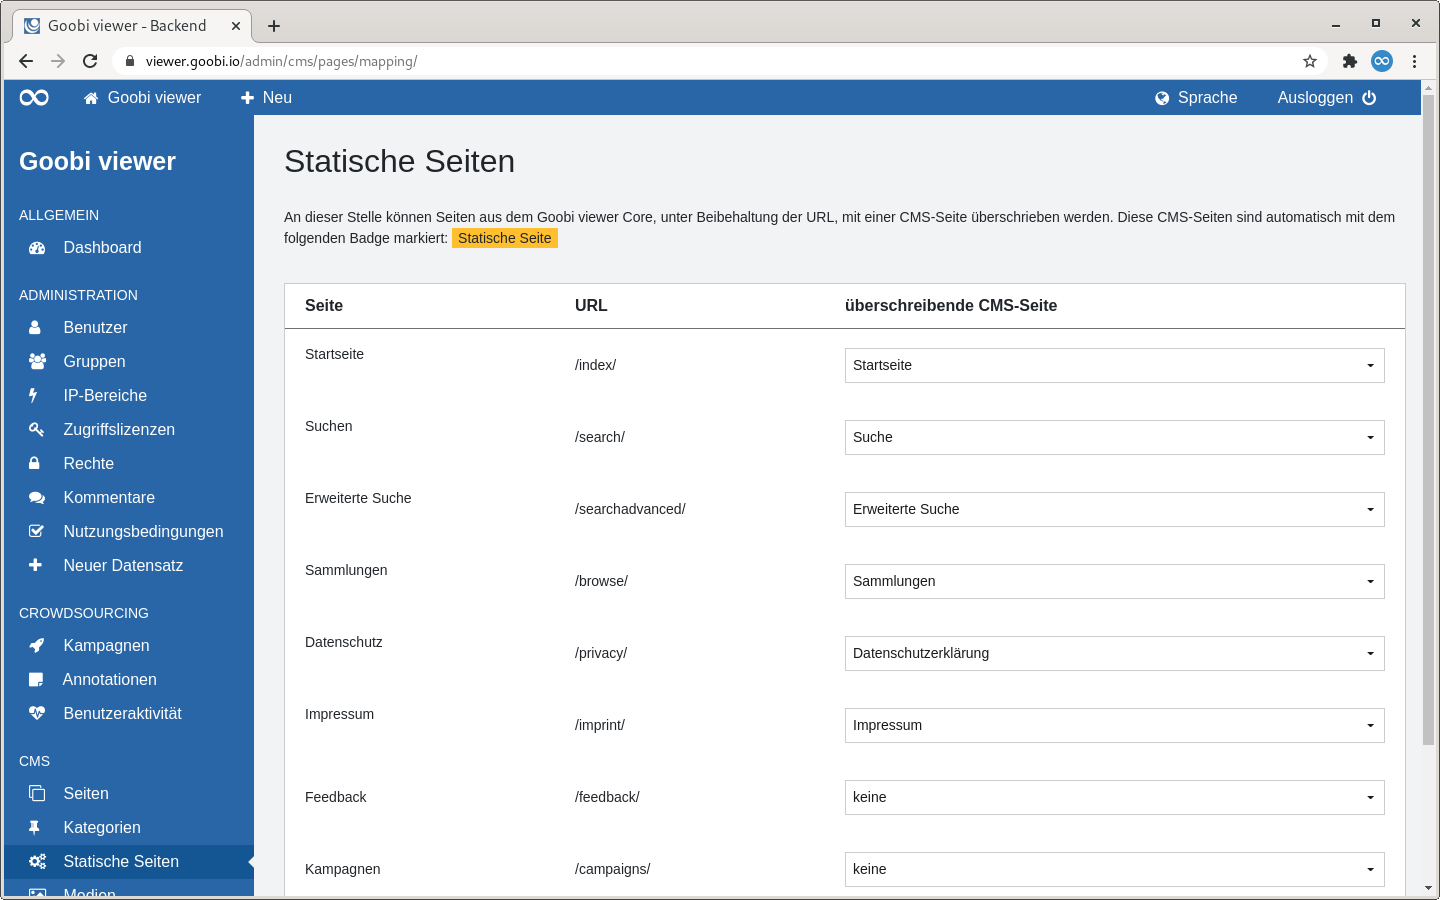 Goobi viewer - Backend
viewer.goobi.io/admin/cms/pages/mapping/
Goobi viewer Neu Sprache Ausloggen
Goobi viewer
ALLGEMEIN
Dashboard
ADMINISTRATION
Benutzer
Gruppen
IP-Bereiche
Zugriffslizenzen
Rechte
Kommentare
Nutzungsbedingungen
Neuer Datensatz
CROWDSOURCING
Kampagnen
Annotationen
Benutzeraktivität
CMS
Seiten
Kategorien
Statische Seiten
Medien
Statische Seiten
An dieser Stelle können Seiten aus dem Goobi viewer Core, unter Beibehaltung der URL, mit einer CMS-Seite überschrieben werden. Diese CMS-Seiten sind automatisch mit dem
folgenden Badge markiert: Statische Seite
Seite URL überschreibende CMS-Seite
Startseite /index/ Startseite
Suchen /search/ Suche
Erweiterte Suche /searchadvanced/ Erweiterte Suche
Sammlungen /browse/ Sammlungen
Datenschutz /privacy/ Datenschutzerklärung
Impressum /imprint/ Impressum
Feedback /feedback/ keine
Kampagnen /campaigns/ keine